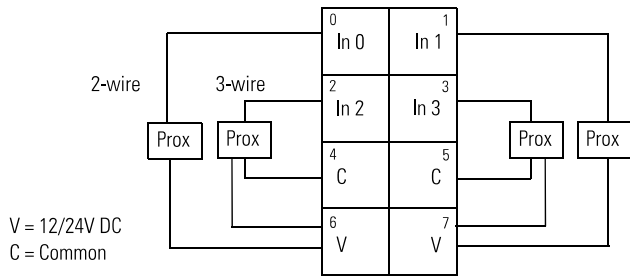 0 1
In 0 In 1
2-wire 3-wire
2 3
In 2 In 3
Prox Prox Prox Prox
4 5
C C
6 7
V V
V = 12/24V DC
C = Common